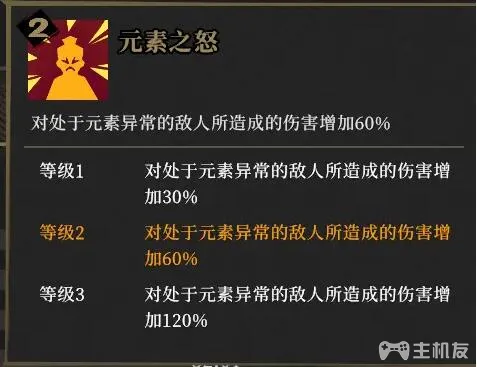 2
元素之怒
对处于元素异常的敌人所造成的伤害增加60%
等级1
对处于元素异常的敌人所造成的伤害增
加30%
等级2
对处于元素异常的敌人所造成的伤害增
加60%
等级3
对处于元素异常的敌人所造成的伤害增
加120%
主机友